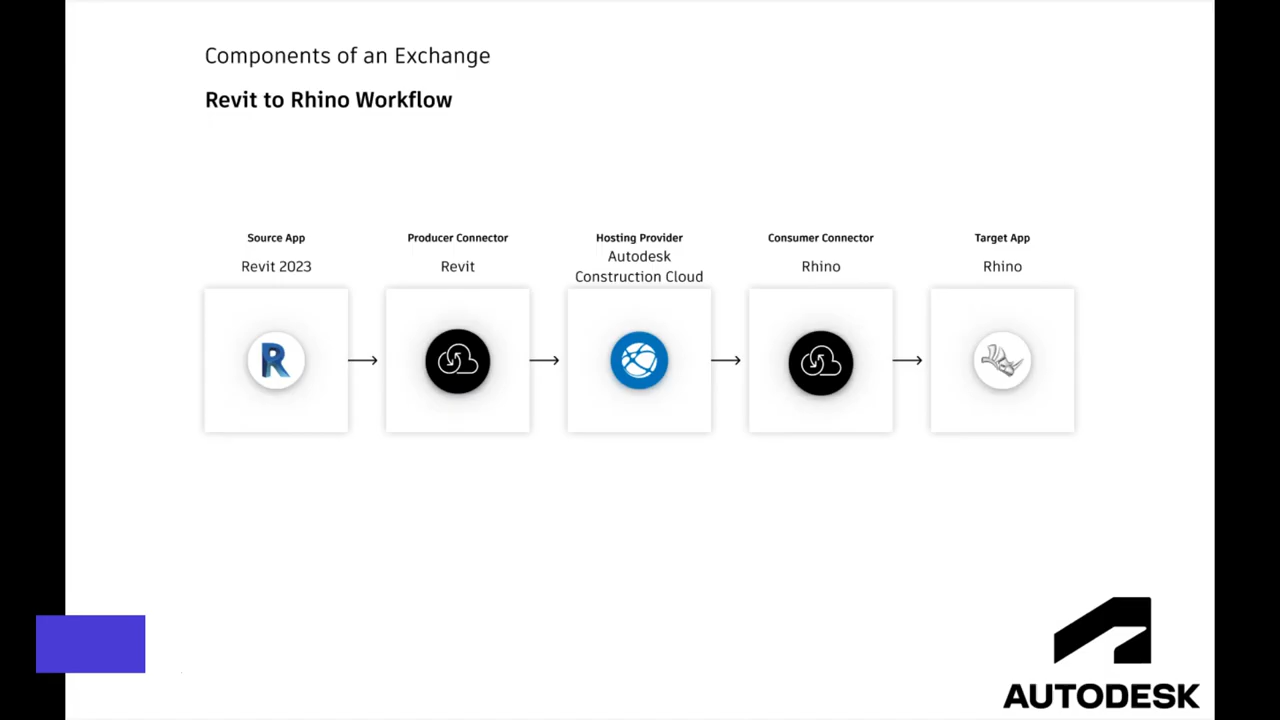 Components of an Exchange
Revit to Rhino Workflow
Source App
Revit 2023
Producer Connector
Revit
Hosting Provider
Autodesk
Construction Cloud
Consumer Connector
Rhino
Target App
Rhino
R
AUTODESK